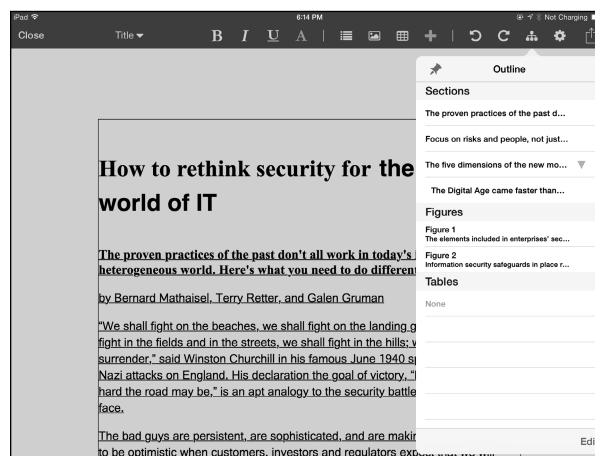 iPad 6:14 PM Not Charging
Close Title B I U A
Outline
Sections
The proven practices of the past d...
Focus on risks and people, not just...
The five dimensions of the new mo...
The Digital Age came faster than...
Figures
Figure 1
The elements included in enterprises' sec...
Figure 2
Information security safeguards in place r...
Tables
None
Edi
How to rethink security for the
world of IT
The proven practices of the past don't all work in today's
heterogeneous world. Here's what you need to do different
by Bernard Mathaisel, Terry Retter, and Galen Gruman
"We shall fight on the beaches, we shall fight on the landing g
fight in the fields and in the streets, we shall fight in the hills; w
surrender," said Winston Churchill in his famous June 1940 sp
Nazi attacks on England. His declaration the goal of victory, "
hard the road may be," is an apt analogy to the security battle
face.
The bad guys are persistent, are sophisticated, and are makin
to be optimistic when customers, investors and regulators expect that we will